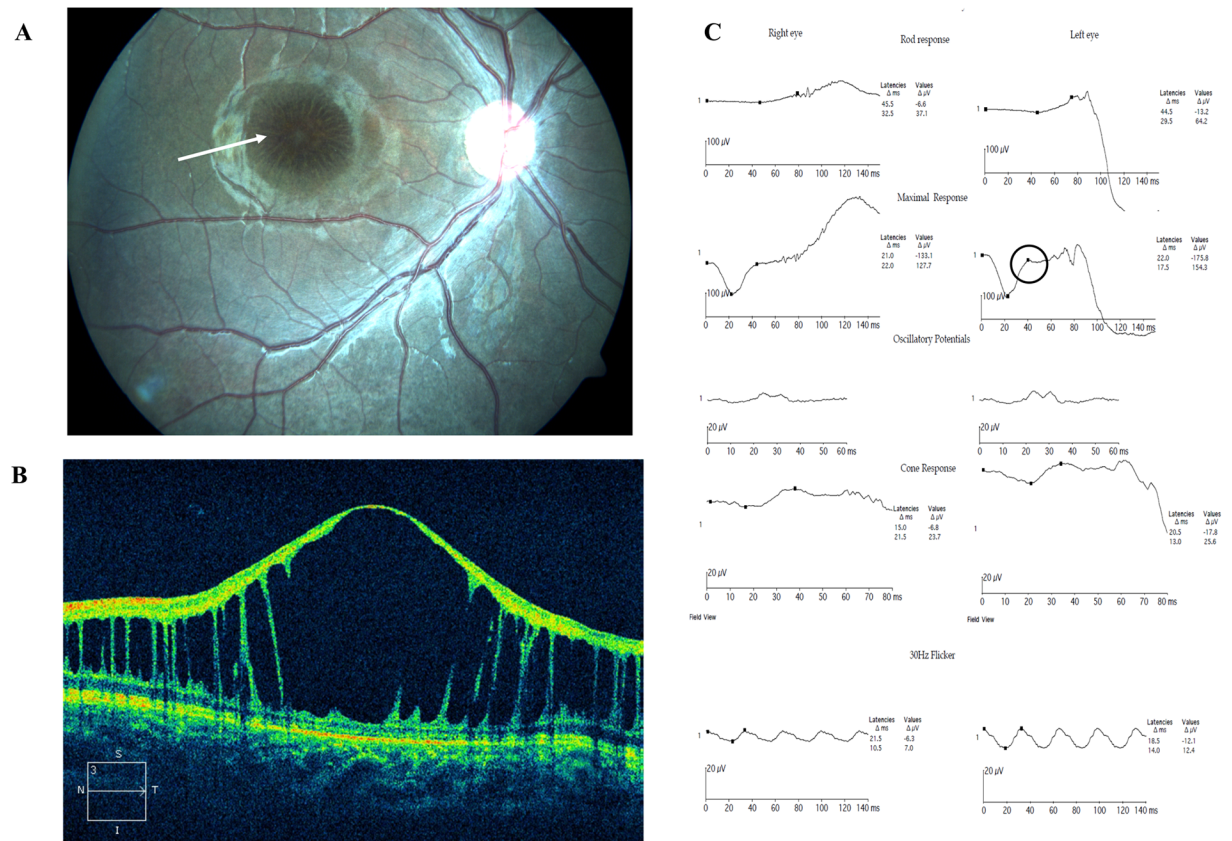 A
B
C
Right eye
Rod response
Left eye
Latencies Values
Δ ms Δ µV
45.5 -6.6
32.5 37.1
1
100 µV
0 20 40 60 80 100 120 140 ms
Latencies Values
Δ ms Δ µV
44.5 -13.2
29.5 64.2
1
100 µV
0 20 40 60 80 100 120 140 ms
Maximal Response
Latencies Values
Δ ms Δ µV
21.0 -133.1
22.0 127.7
1
100 µV
0 20 40 60 80 100 120 140 ms
Latencies Values
Δ ms Δ µV
22.0 -175.8
17.5 154.3
1
100 µV
0 20 40 60 80 100 120 140 ms
Oscillatory Potentials
1
20 µV
0 10 20 30 40 50 60 ms
1
20 µV
0 10 20 30 40 50 60 ms
Cone Response
Latencies Values
Δ ms Δ µV
15.0 -6.8
21.5 23.7
1
20 µV
0 10 20 30 40 50 60 70 80 ms
Field View
Latencies Values
Δ ms Δ µV
20.5 -17.8
13.0 25.6
1
20 µV
0 10 20 30 40 50 60 70 80 ms
Field View
30Hz Flicker
Latencies Values
Δ ms Δ µV
21.5 -6.3
10.5 7.0
1
20 µV
0 20 40 60 80 100 120 140 ms
Latencies Values
Δ ms Δ µV
18.5 -12.1
14.0 12.4
1
20 µV
0 20 40 60 80 100 120 140 ms
S
3
N T
I